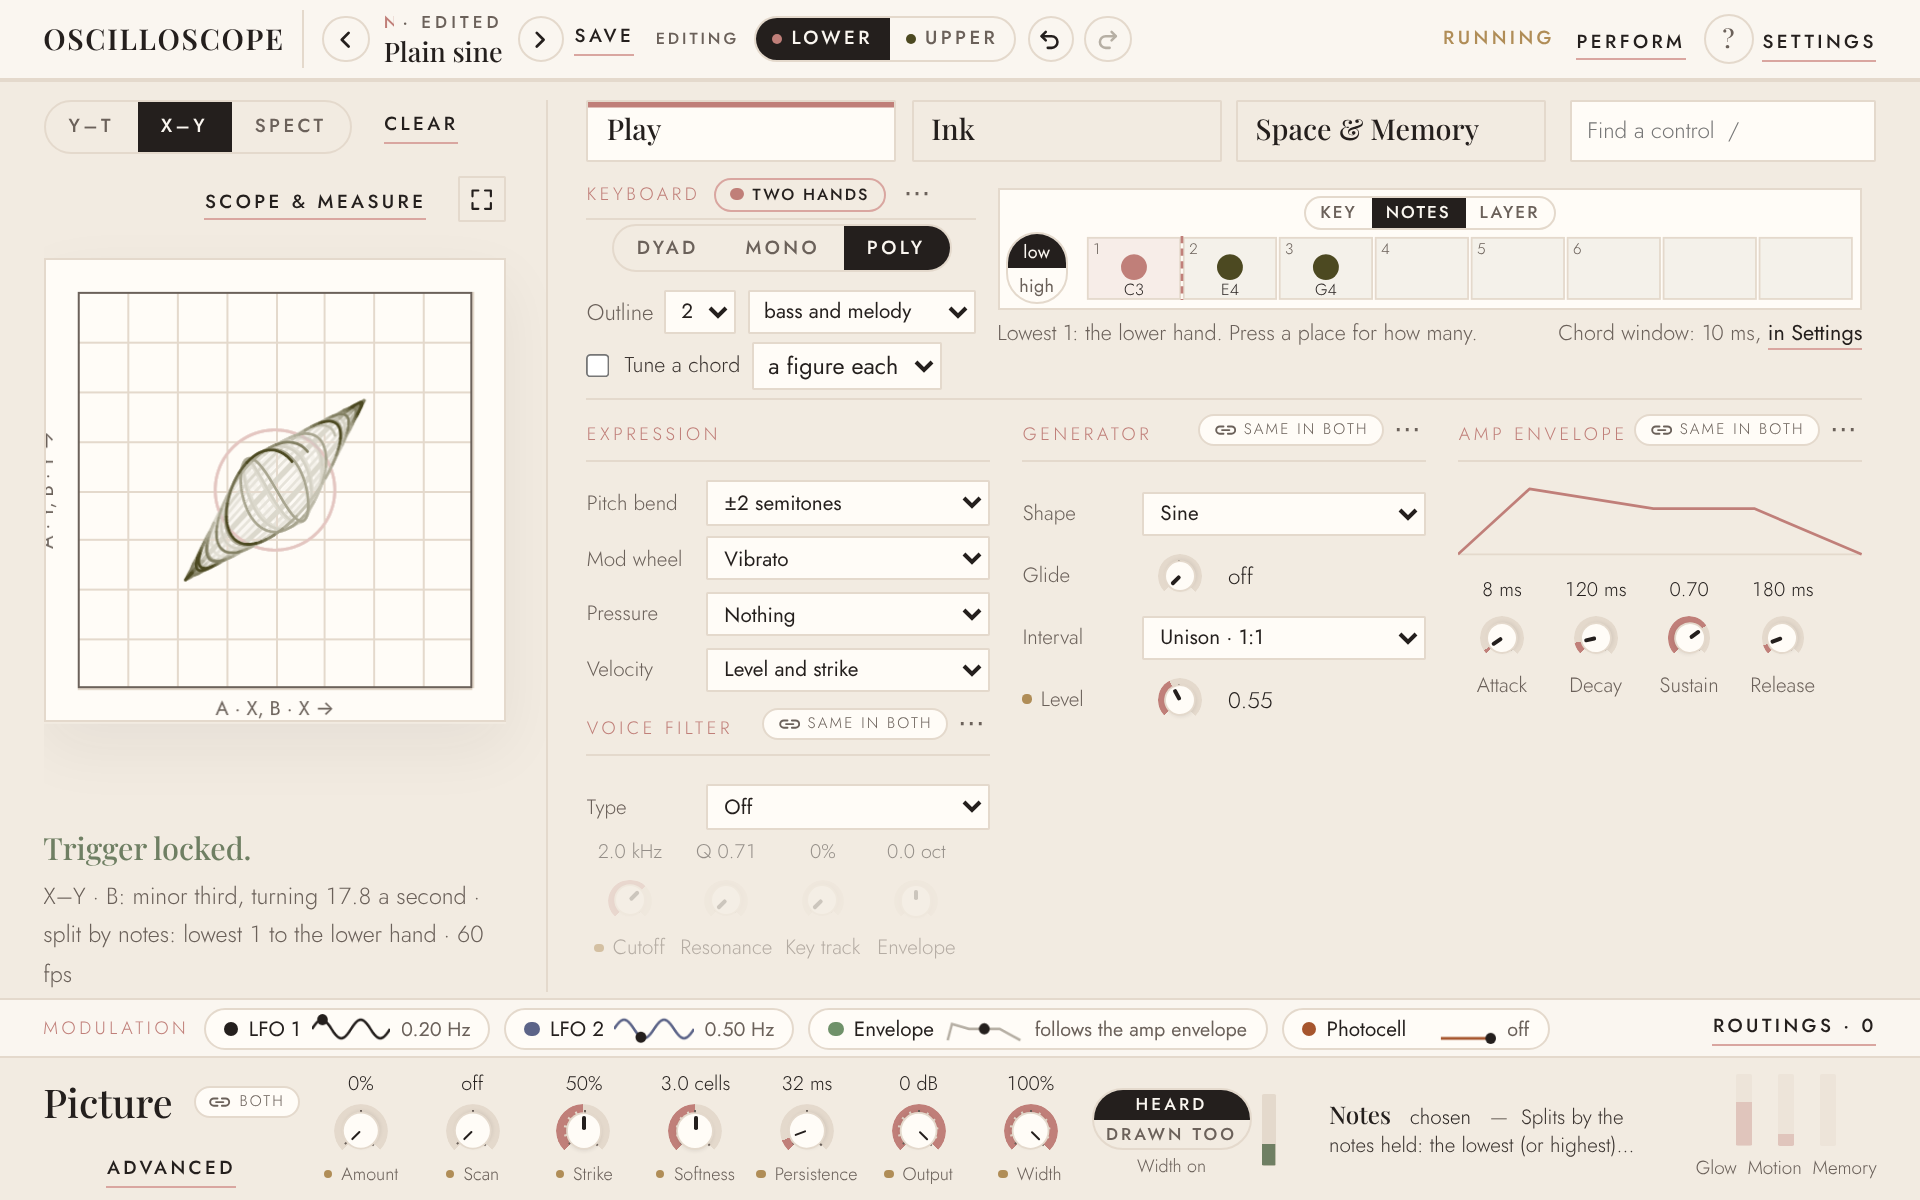 OSCILLOSCOPE
N · EDITED
Plain sine
SAVE
EDITING
LOWER
UPPER
RUNNING
PERFORM
?
SETTINGS
Y–T
X–Y
SPECT
CLEAR
SCOPE & MEASURE
A · X, B · X →
Trigger locked.
X–Y · B: minor third, turning 17.8 a second ·
split by notes: lowest 1 to the lower hand · 60
fps
Play
Ink
Space & Memory
Find a control /
KEYBOARD
TWO HANDS
···
DYAD
MONO
POLY
Outline
2
bass and melody
Tune a chord
a figure each
KEY
NOTES
LAYER
low
high
1
2
3
4
5
6
C3
E4
G4
Lowest 1: the lower hand. Press a place for how many.
Chord window: 10 ms, in Settings
EXPRESSION
Pitch bend
±2 semitones
Mod wheel
Vibrato
Pressure
Nothing
Velocity
Level and strike
VOICE FILTER
SAME IN BOTH
···
Type
Off
2.0 kHz
Q 0.71
0%
0.0 oct
Cutoff
Resonance
Key track
Envelope
GENERATOR
SAME IN BOTH
···
Shape
Sine
Glide
off
Interval
Unison · 1:1
Level
0.55
AMP ENVELOPE
SAME IN BOTH
···
8 ms
120 ms
0.70
180 ms
Attack
Decay
Sustain
Release
MODULATION
LFO 1
0.20 Hz
LFO 2
0.50 Hz
Envelope
follows the amp envelope
Photocell
off
ROUTINGS · 0
Picture
BOTH
ADVANCED
0%
off
50%
3.0 cells
32 ms
0 dB
100%
Amount
Scan
Strike
Softness
Persistence
Output
Width
HEARD
DRAWN TOO
Width on
Notes chosen — Splits by the
notes held: the lowest (or highest)...
Glow
Motion
Memory